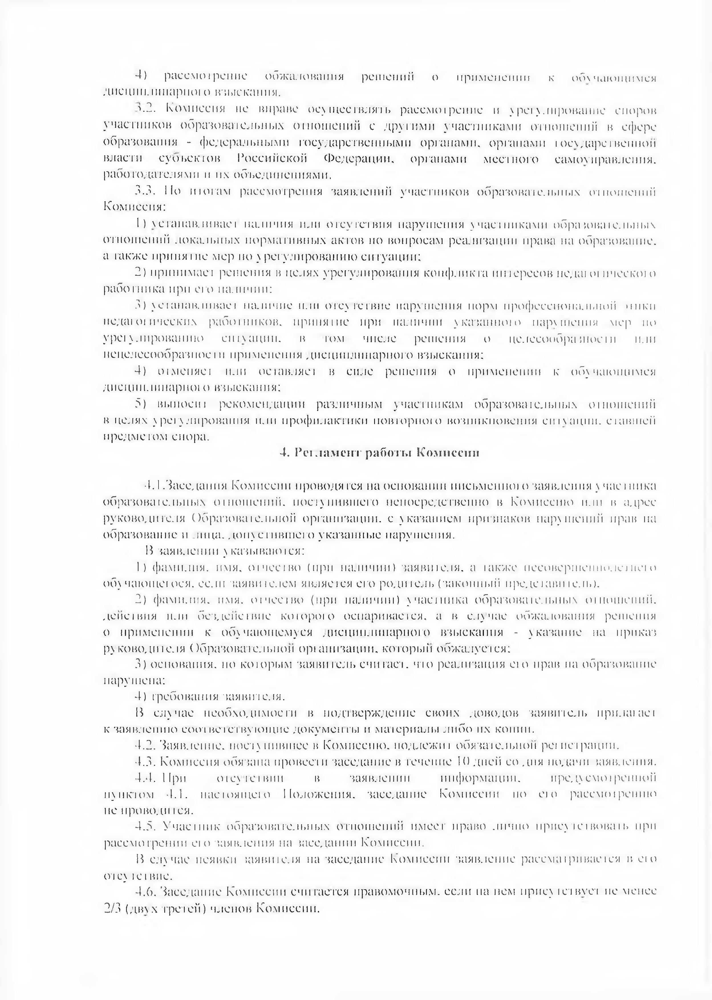 4) рассмотрение обжалования решений о применении к обучающимся
дисциплинарного взыскания.
3.2. Комиссия не вправе осуществлять рассмотрение и урегулирование споров
участников образовательных отношений с другими участниками отношений в сфере
образования - федеральными государственными органами, органами государственной
власти субъектов Российской Федерации, органами местного самоуправления,
работодателями и их объединениями.
3.3. По итогам рассмотрения заявлений участников образовательных отношений
Комиссия:
1) устанавливает наличия или отсутствия нарушения участниками образовательных
отношений локальных нормативных актов по вопросам реализации права на образование,
а также принятие мер по урегулированию ситуации;
2) принимает решения в целях урегулирования конфликта интересов педагогического
работника при его наличии;
3) устанавливает наличие или отсутствие нарушения норм профессиональной этики
педагогических работников, принятие при наличии указанного нарушения мер по
урегулированию ситуации, в том числе решения о целесообразности или
нецелесообразности применения дисциплинарного взыскания;
4) отменяет или оставляет в силе решения о применении к обучающимся
дисциплинарного взыскания;
5) выносит рекомендации различным участникам образовательных отношений
в целях урегулирования или профилактики повторного возникновения ситуации, ставшей
предметом спора.
4. Регламент работы Комиссии
4.1.Заседания Комиссии проводятся на основании письменного заявления участника
образовательных отношений, поступившего непосредственно в Комиссию или в адрес
руководителя Образовательной организации, с указанием признаков нарушений прав на
образование и лица, допустившего указанные нарушения.
В заявлении указываются:
1) фамилия, имя, отчество (при наличии) заявителя, а также несовершеннолетнего
обучающегося, если заявителем является его родитель (законный представитель).
2) фамилия, имя, отчество (при наличии) участника образовательных отношений,
действия или бездействие которого оспаривается, а в случае обжалования решения
о применении к обучающемуся дисциплинарного взыскания - указание на приказ
руководителя Образовательной организации, который обжалуется;
3) основания, по которым заявитель считает, что реализация его прав на образование
нарушена;
4) требования заявителя.
В случае необходимости в подтверждение своих доводов заявитель прилагает
к заявлению соответствующие документы и материалы либо их копии.
4.2. Заявление, поступившее в Комиссию, подлежит обязательной регистрации.
4.3. Комиссия обязана провести заседание в течение 10 дней со дня подачи заявления.
4.4. При отсутствии в заявлении информации, предусмотренной
пунктом 4.1. настоящего Положения, заседание Комиссии по его рассмотрению
не проводится.
4.5. Участник образовательных отношений имеет право лично присутствовать при
рассмотрении его заявления на заседании Комиссии.
В случае неявки заявителя на заседание Комиссии заявление рассматривается в его
отсутствие.
4.6. Заседание Комиссии считается правомочным, если на нем присутствует не менее
2/3 (двух третей) членов Комиссии.